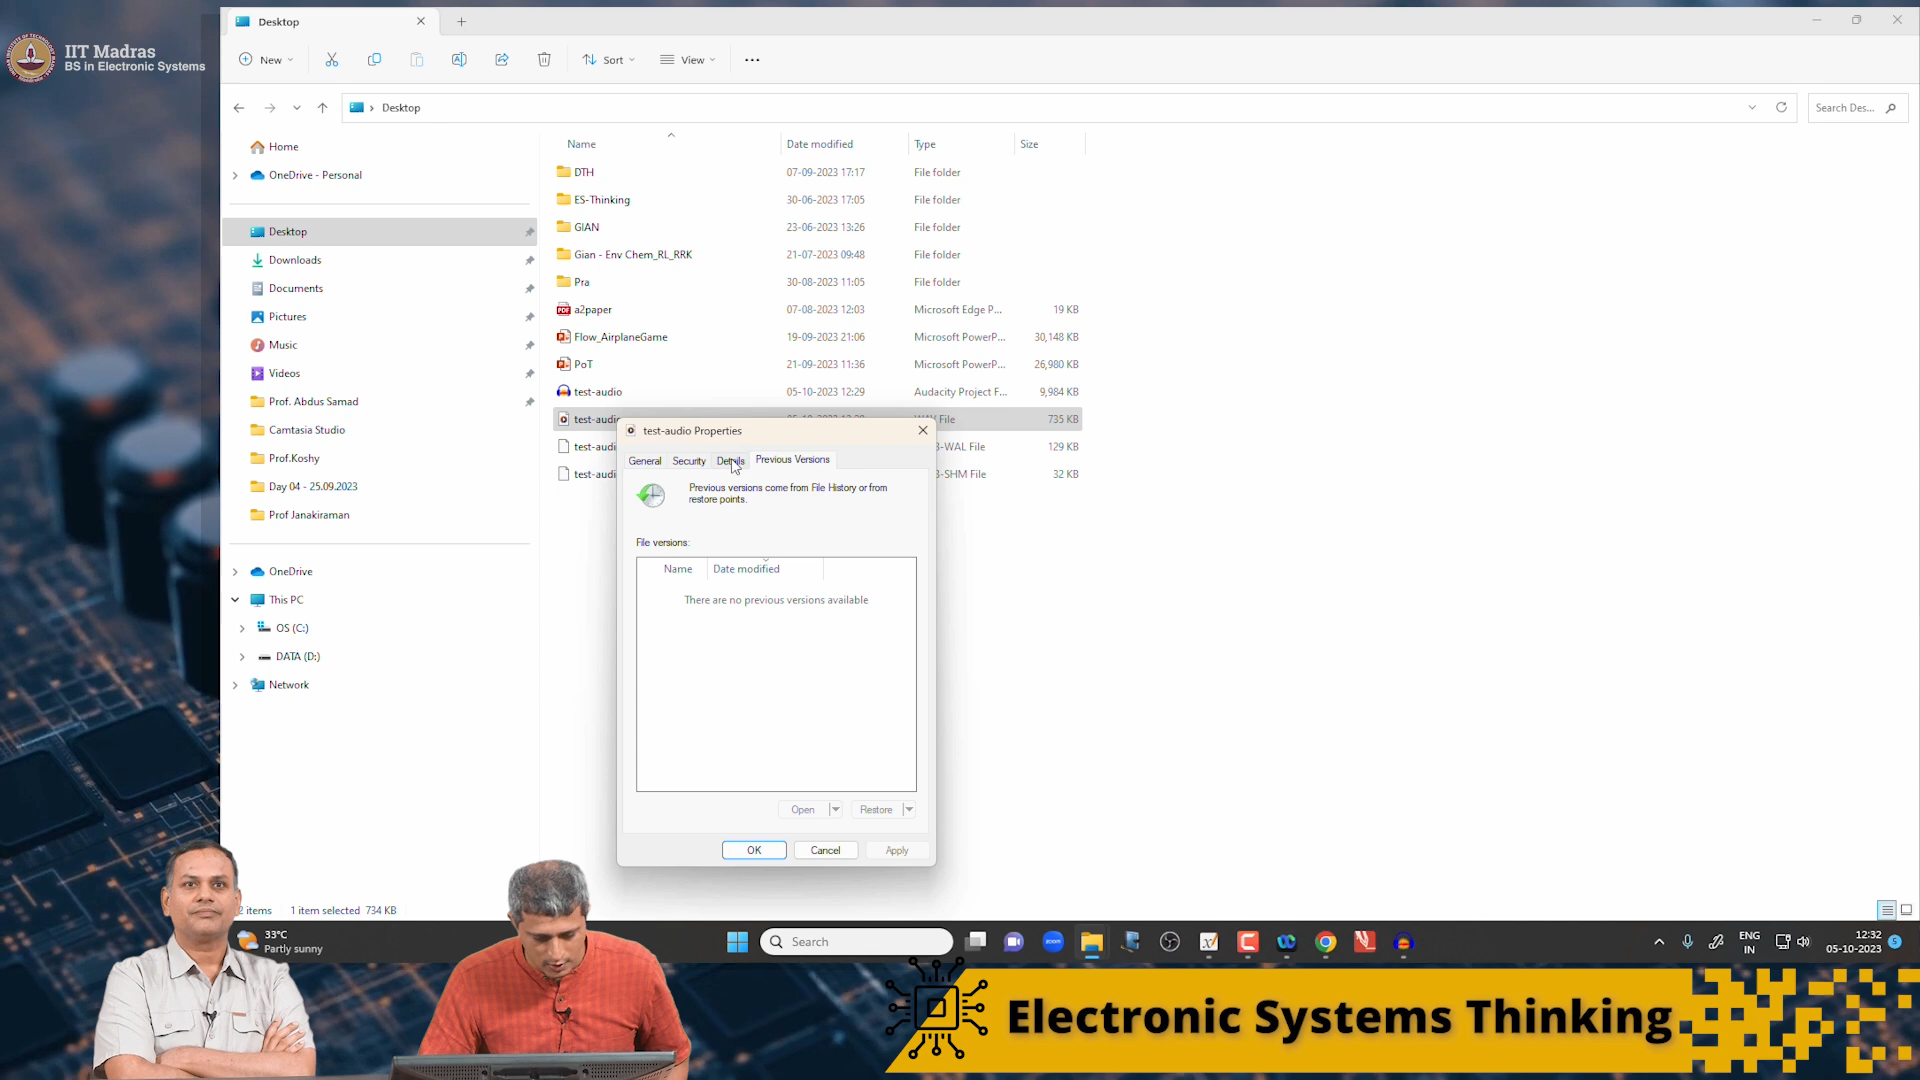 IIT Madras
BS in Electronic Systems
Desktop
New
Sort
View
Desktop
Search Des...
Home
OneDrive - Personal
Desktop
Downloads
Documents
Pictures
Music
Videos
Prof. Abdus Samad
Camtasia Studio
Prof.Koshy
Day 04 - 25.09.2023
Prof Janakiraman
OneDrive
This PC
OS (C:)
DATA (D:)
Network
Name Date modified Type Size
DTH 07-09-2023 17:17 File folder
ES-Thinking 30-06-2023 17:05 File folder
GIAN 23-06-2023 13:26 File folder
Gian - Env Chem_RL_RRK 21-07-2023 09:48 File folder
Pra 30-08-2023 11:05 File folder
a2paper 07-08-2023 12:03 Microsoft Edge P... 19 KB
Flow_AirplaneGame 19-09-2023 21:06 Microsoft PowerP... 30,148 KB
PoT 21-09-2023 11:36 Microsoft PowerP... 26,980 KB
test-audio 05-10-2023 12:29 Audacity Project F... 9,984 KB
File 735 KB
-WAL File 129 KB
-SHM File 32 KB
test-audio Properties
General Security Details Previous Versions
Previous versions come from File History or from
restore points.
File versions:
Name Date modified
There are no previous versions available
Open Restore
OK Cancel Apply
items 1 item selected 734 KB
33°C
Partly sunny
Search
zoom
ENG
IN
12:32
05-10-2023
5
Electronic Systems Thinking